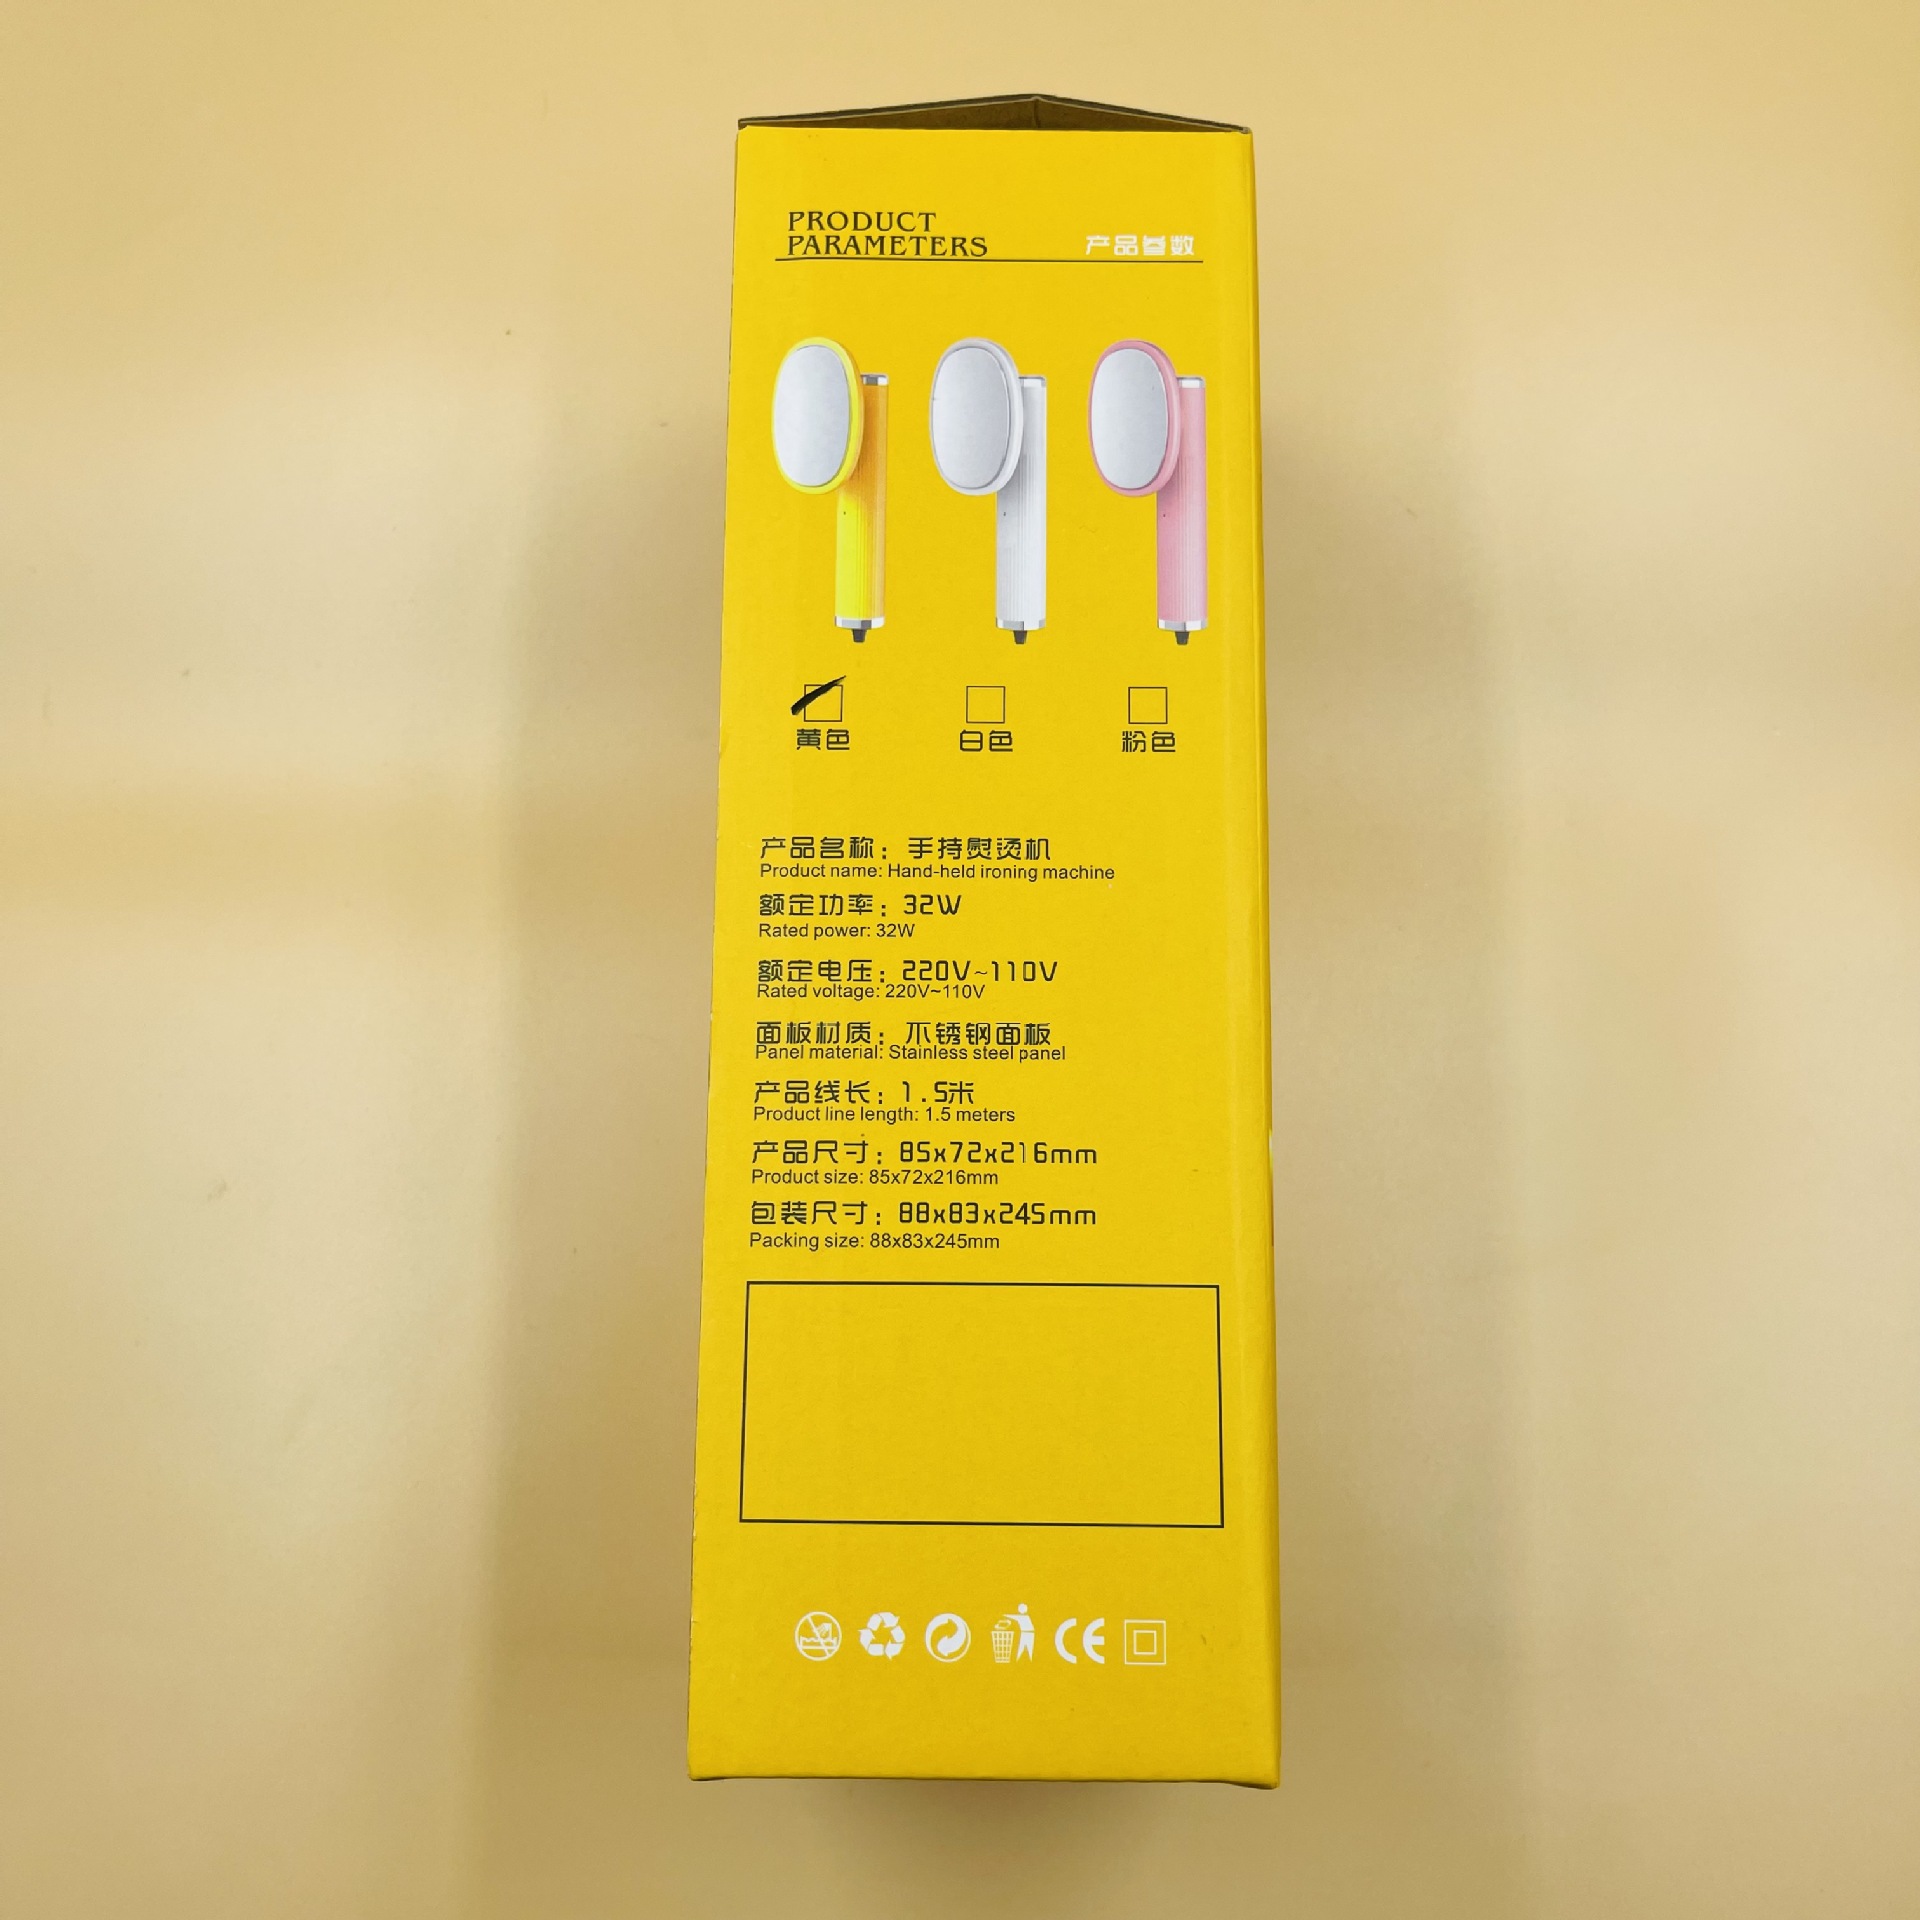 PRODUCT
PARAMETERS
产品参数
黄色 白色 粉色
产品名称：手持熨烫机
Product name: Hand-held ironing machine
额定功率：32W
Rated power: 32W
额定电压：220V~110V
Rated voltage: 220V~110V
面板材质：不锈钢面板
Panel material: Stainless steel panel
产品线长：1.5米
Product line length: 1.5 meters
产品尺寸：85x72x216mm
Product size: 85x72x216mm
包装尺寸：88x83x245mm
Packing size: 88x83x245mm
CE